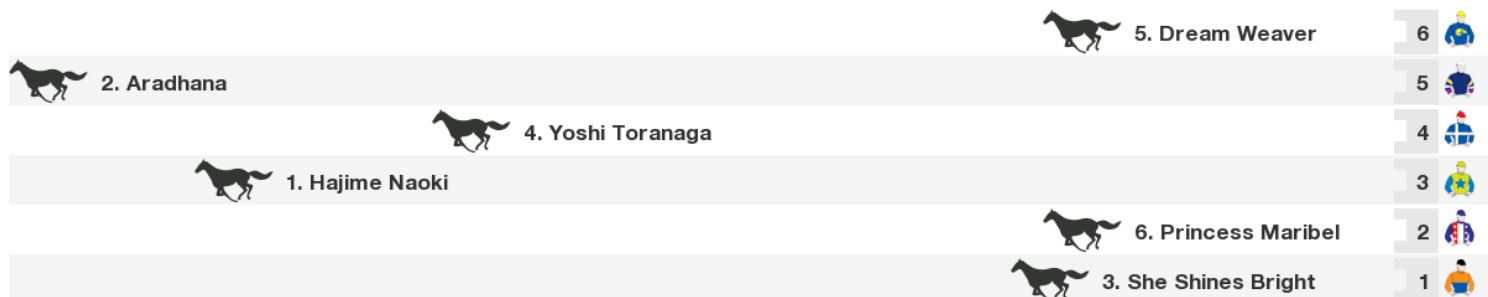 5. Dream Weaver 6
2. Aradhana 5
4. Yoshi Toranaga 4
1. Hajime Naoki 3
6. Princess Maribel 2
3. She Shines Bright 1